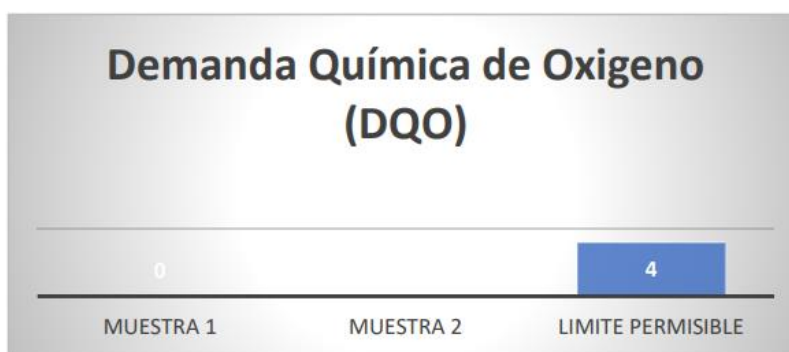 Demanda Química de Oxigeno
(DQO)
0
4
MUESTRA 1
MUESTRA 2
LIMITE PERMISIBLE